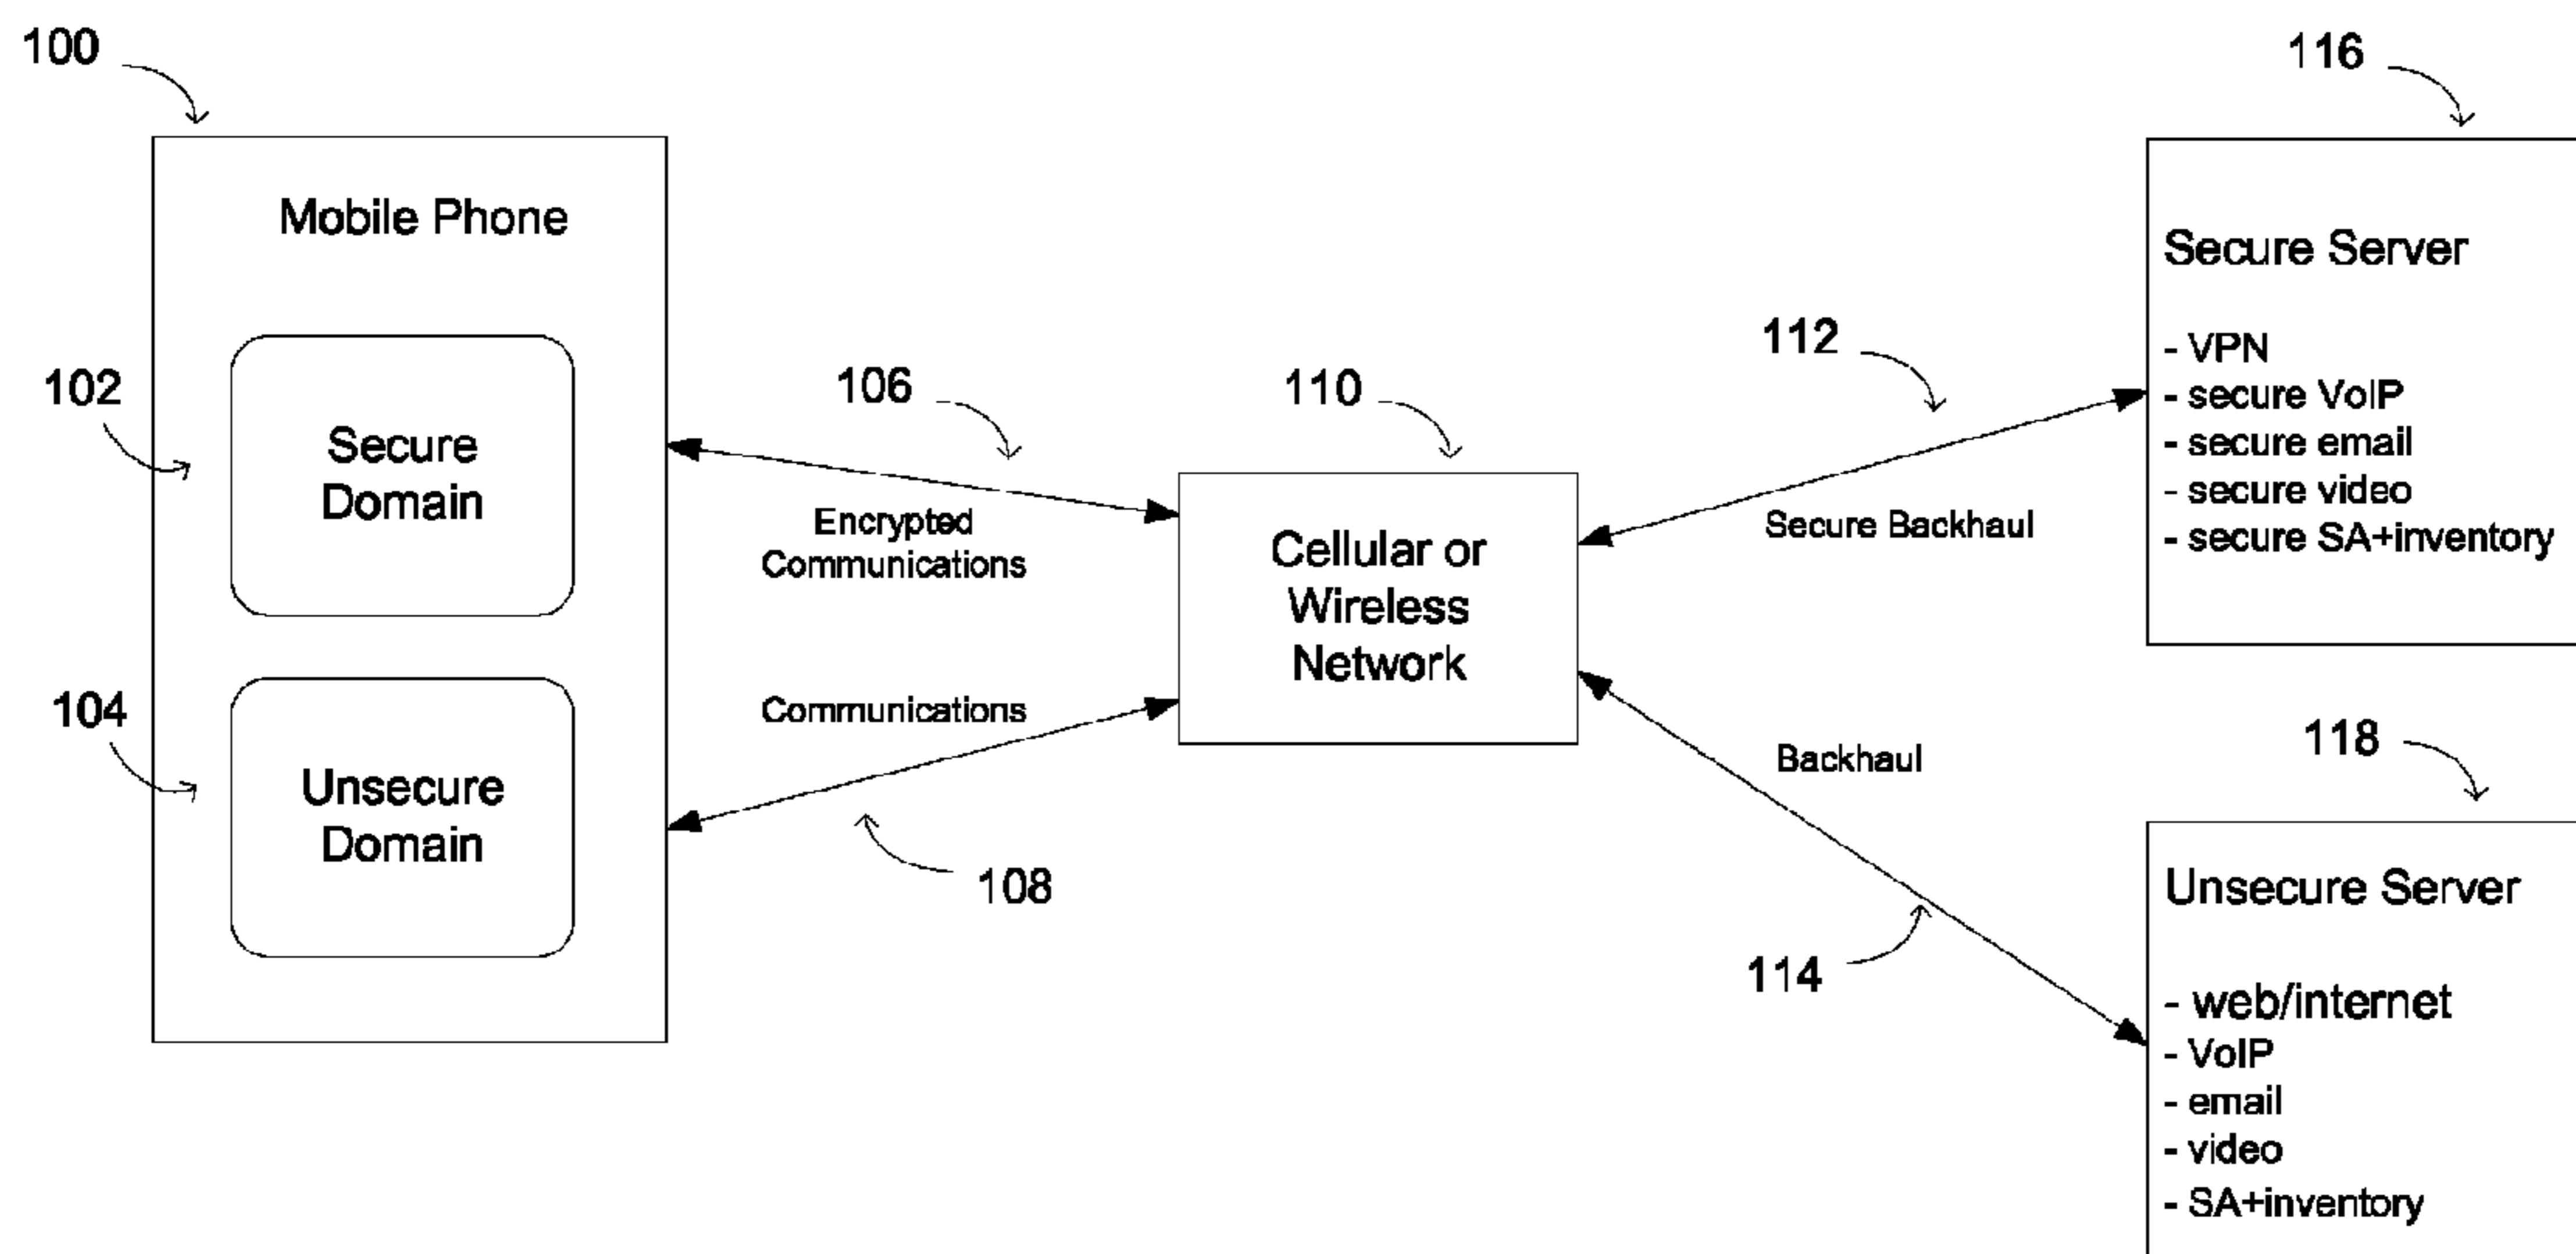 100
Mobile Phone
102
Secure
Domain
104
Unsecure
Domain
106
Encrypted
Communications
Communications
108
110
Cellular or
Wireless
Network
112
Secure Backhaul
Backhaul
114
116
Secure Server
- VPN
- secure VoIP
- secure email
- secure video
- secure SA+inventory
118
Unsecure Server
- web/internet
- VoIP
- email
- video
- SA+inventory